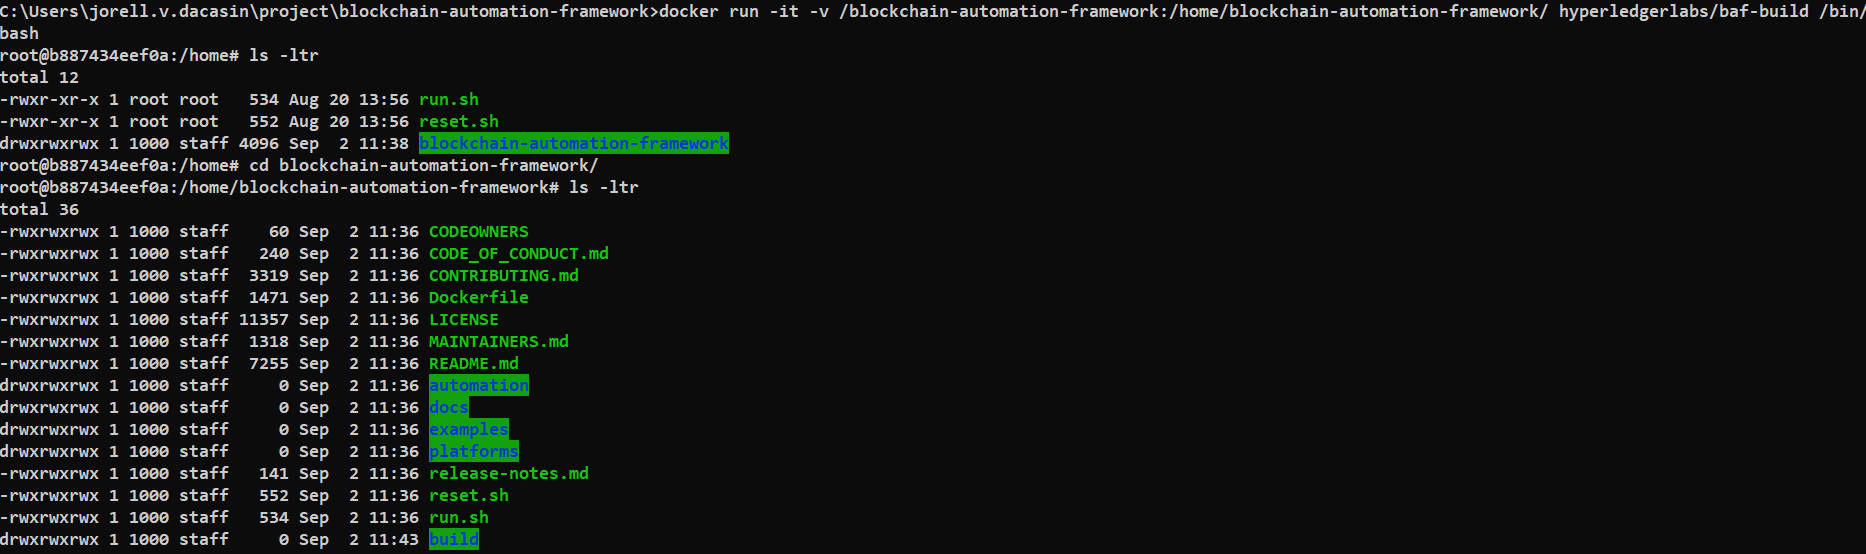 C:\Users\jorell.v.dacasin\project\blockchain-automation-framework>docker run -it -v /blockchain-automation-framework:/home/blockchain-automation-framework/ hyperledgerlabs/baf-build /bin/
bash
root@b887434eef0a:/home# ls -ltr
total 12
-rwxr-xr-x 1 root root   534 Aug 20 13:56 run.sh
-rwxr-xr-x 1 root root   552 Aug 20 13:56 reset.sh
drwxrwxrwx 1 1000 staff 4096 Sep  2 11:38 blockchain-automation-framework
root@b887434eef0a:/home# cd blockchain-automation-framework/
root@b887434eef0a:/home/blockchain-automation-framework# ls -ltr
total 36
-rwxrwxrwx 1 1000 staff    60 Sep  2 11:36 CODEOWNERS
-rwxrwxrwx 1 1000 staff   240 Sep  2 11:36 CODE_OF_CONDUCT.md
-rwxrwxrwx 1 1000 staff  3319 Sep  2 11:36 CONTRIBUTING.md
-rwxrwxrwx 1 1000 staff  1471 Sep  2 11:36 Dockerfile
-rwxrwxrwx 1 1000 staff 11357 Sep  2 11:36 LICENSE
-rwxrwxrwx 1 1000 staff  1318 Sep  2 11:36 MAINTAINERS.md
-rwxrwxrwx 1 1000 staff  7255 Sep  2 11:36 README.md
drwxrwxrwx 1 1000 staff     0 Sep  2 11:36 automation
drwxrwxrwx 1 1000 staff     0 Sep  2 11:36 docs
drwxrwxrwx 1 1000 staff     0 Sep  2 11:36 examples
drwxrwxrwx 1 1000 staff     0 Sep  2 11:36 platforms
-rwxrwxrwx 1 1000 staff   141 Sep  2 11:36 release-notes.md
-rwxrwxrwx 1 1000 staff   552 Sep  2 11:36 reset.sh
-rwxrwxrwx 1 1000 staff   534 Sep  2 11:36 run.sh
drwxrwxrwx 1 1000 staff     0 Sep  2 11:43 build